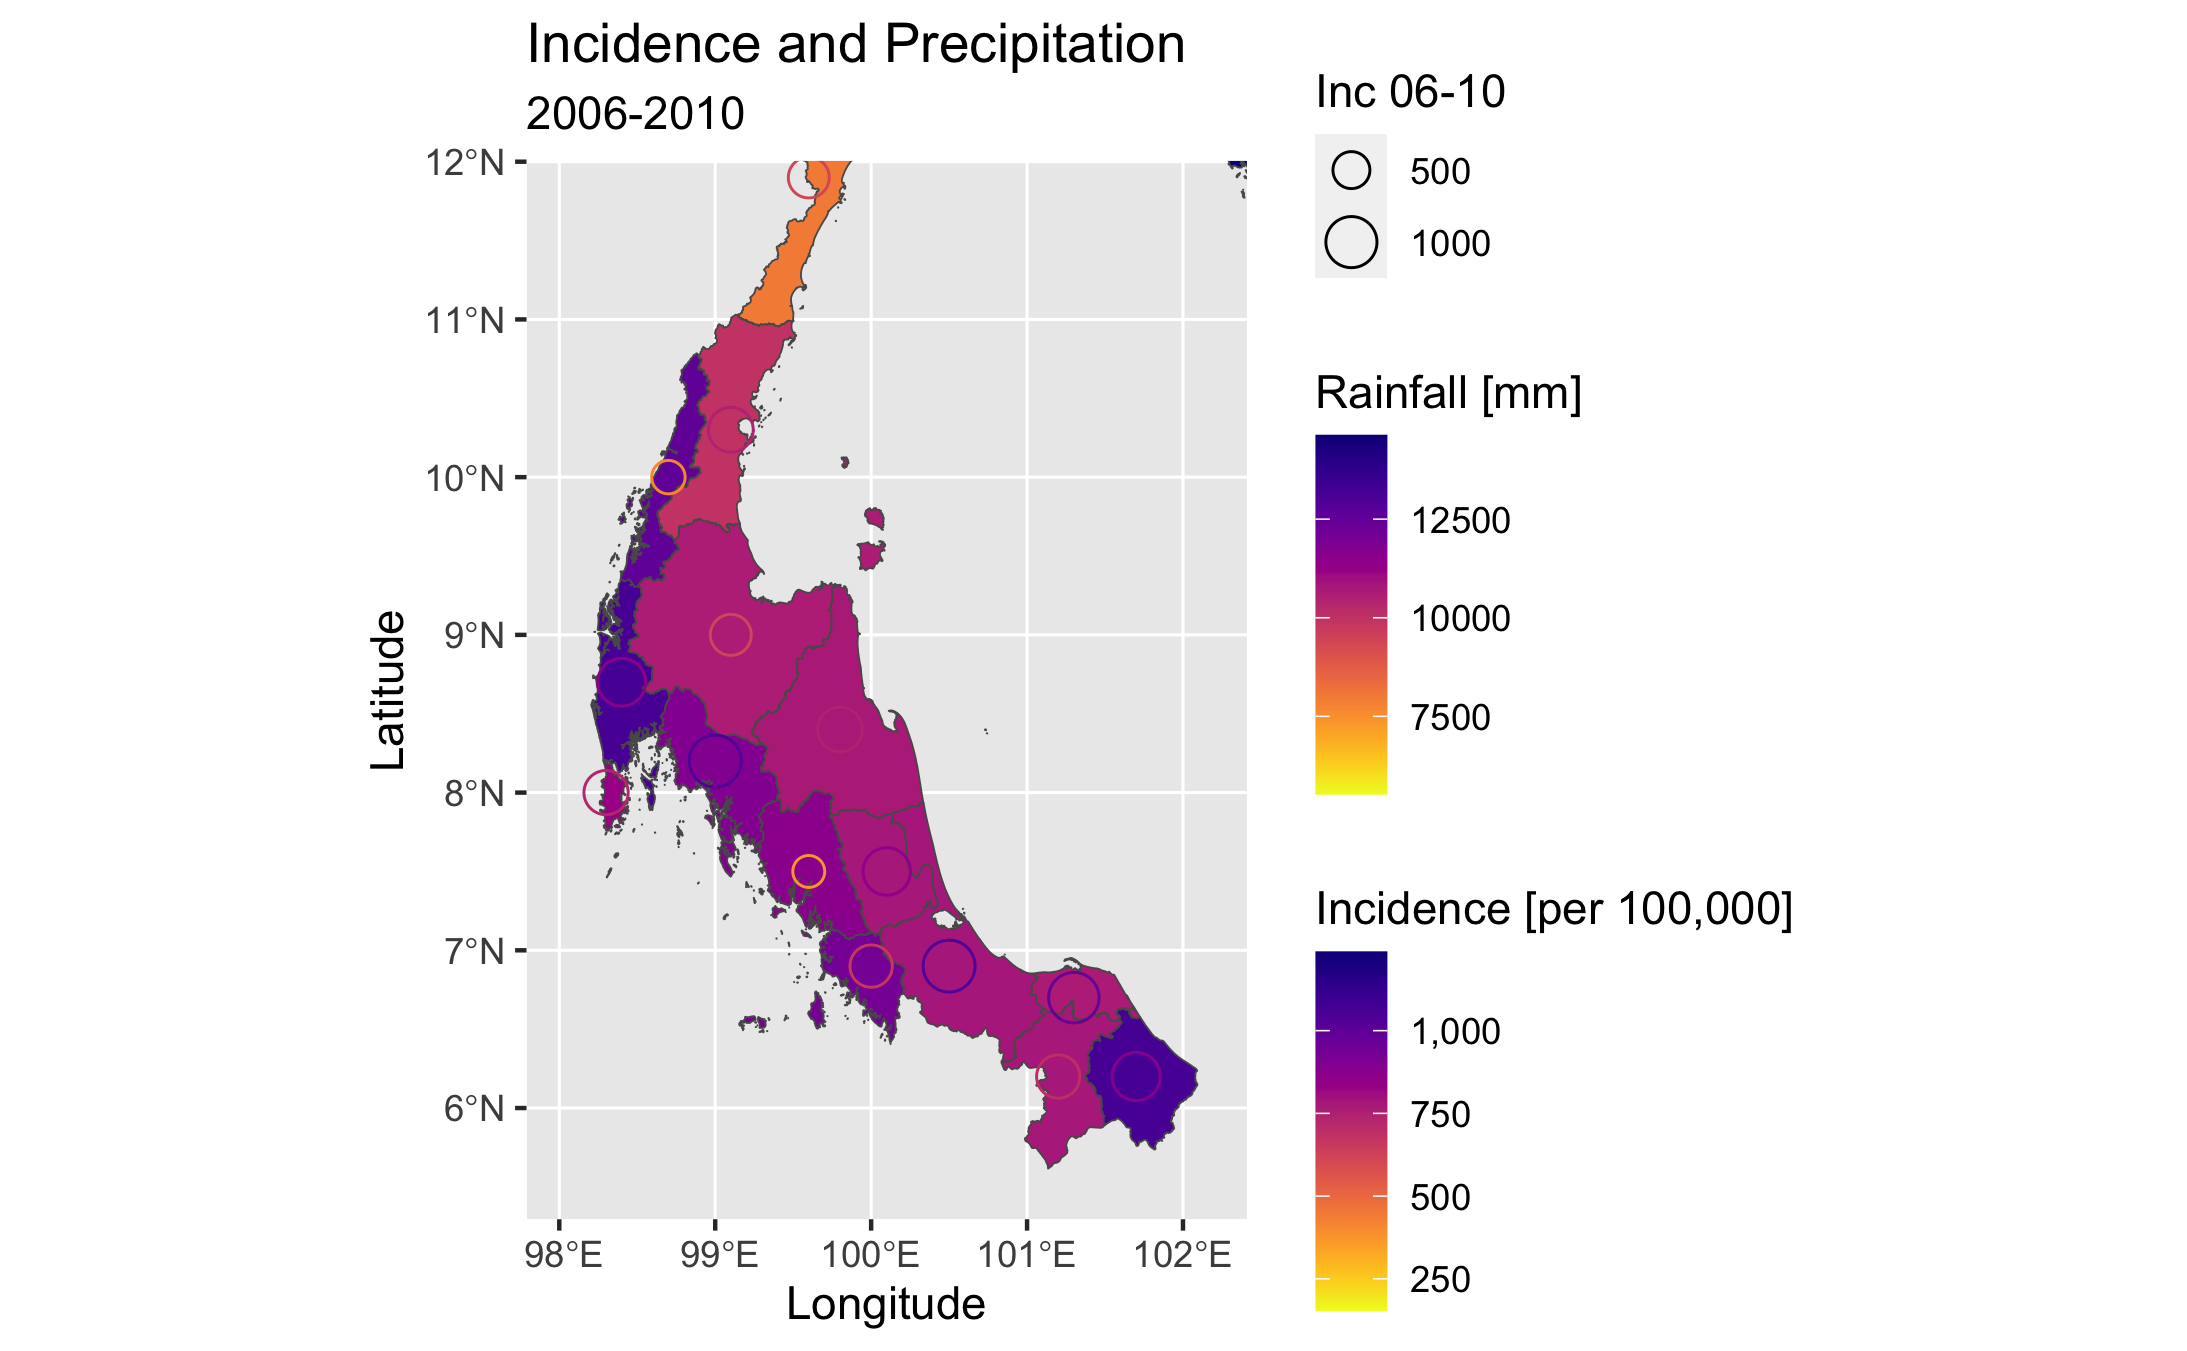 Incidence and Precipitation
2006-2010
12°N
11°N
10°N
9°N
8°N
7°N
6°N
Latitude
98°E 99°E 100°E 101°E 102°E
Longitude
Inc 06-10
500
1000
Rainfall [mm]
12500
10000
7500
Incidence [per 100,000]
1,000
750
500
250